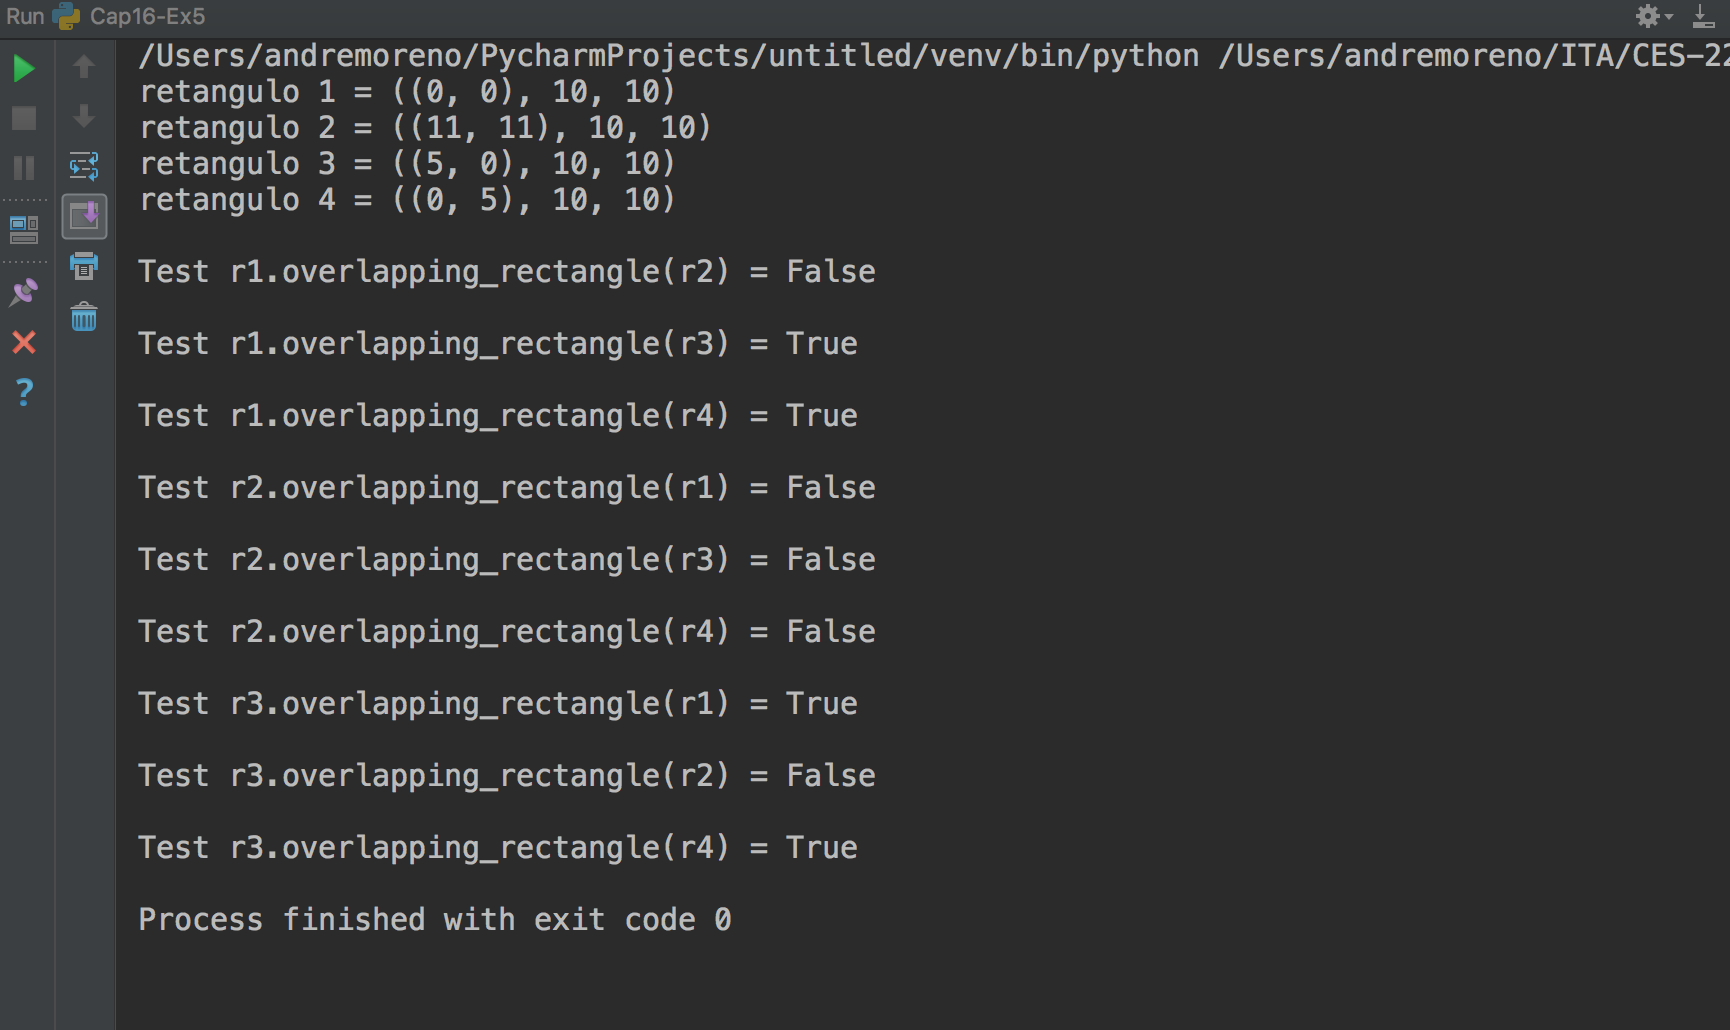 Run Cap16-Ex5
/Users/andremoreno/PycharmProjects/untitled/venv/bin/python /Users/andremoreno/ITA/CES-22
retangulo 1 = ((0, 0), 10, 10)
retangulo 2 = ((11, 11), 10, 10)
retangulo 3 = ((5, 0), 10, 10)
retangulo 4 = ((0, 5), 10, 10)
Test r1.overlapping_rectangle(r2) = False
Test r1.overlapping_rectangle(r3) = True
Test r1.overlapping_rectangle(r4) = True
Test r2.overlapping_rectangle(r1) = False
Test r2.overlapping_rectangle(r3) = False
Test r2.overlapping_rectangle(r4) = False
Test r3.overlapping_rectangle(r1) = True
Test r3.overlapping_rectangle(r2) = False
Test r3.overlapping_rectangle(r4) = True
Process finished with exit code 0